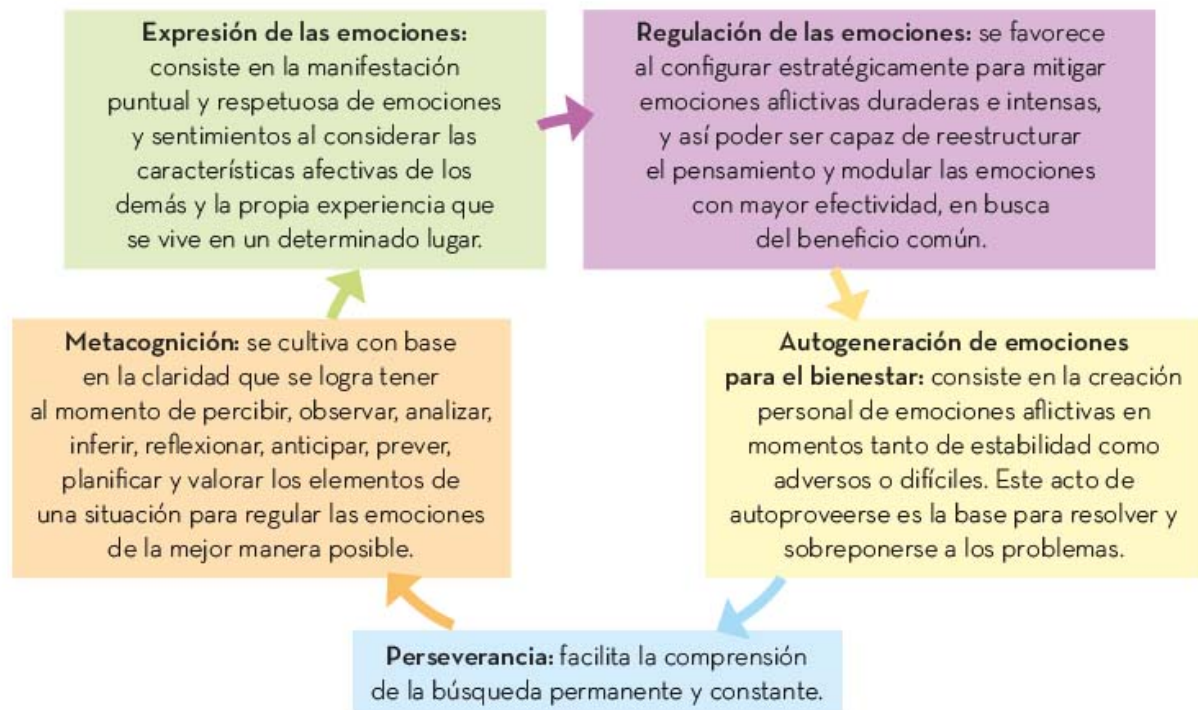 Expresión de las emociones:
consiste en la manifestación
puntual y respetuosa de emociones
y sentimientos al considerar las
características afectivas de los
demás y la propia experiencia que
se vive en un determinado lugar.
Regulación de las emociones: se favorece
al configurar estratégicamente para mitigar
emociones aflictivas duraderas e intensas,
y así poder ser capaz de reestructurar
el pensamiento y modular las emociones
con mayor efectividad, en busca
del beneficio común.
Autogeneración de emociones
para el bienestar: consiste en la creación
personal de emociones aflictivas en
momentos tanto de estabilidad como
adversos o difíciles. Este acto de
autoproveerse es la base para resolver y
sobreponerse a los problemas.
Perseverancia: facilita la comprensión
de la búsqueda permanente y constante.
Metacognición: se cultiva con base
en la claridad que se logra tener
al momento de percibir, observar, analizar,
inferir, reflexionar, anticipar, prever,
planificar y valorar los elementos de
una situación para regular las emociones
de la mejor manera posible.